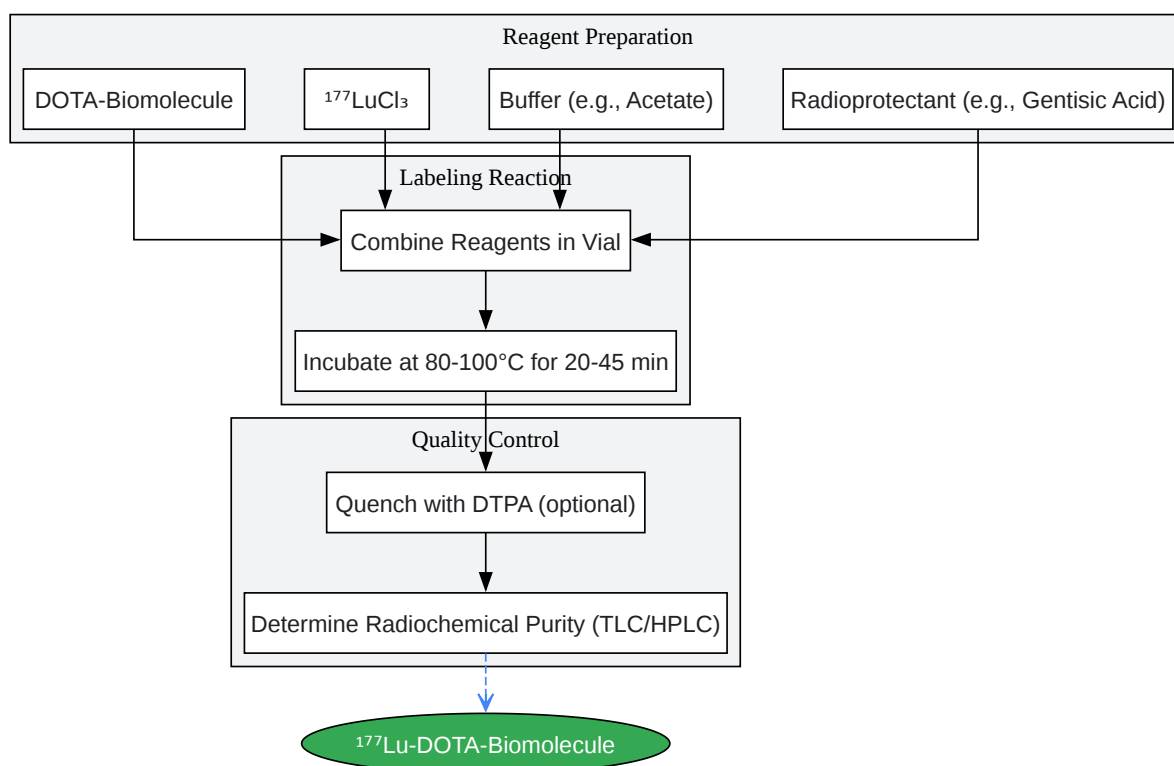 Reagent Preparation
DOTA-Biomolecule
¹⁷⁷LuCl₃
Buffer (e.g., Acetate)
Radioprotectant (e.g., Gentisic Acid)
Labeling Reaction
Combine Reagents in Vial
Incubate at 80-100°C for 20-45 min
Quality Control
Quench with DTPA (optional)
Determine Radiochemical Purity (TLC/HPLC)
¹⁷⁷Lu-DOTA-Biomolecule